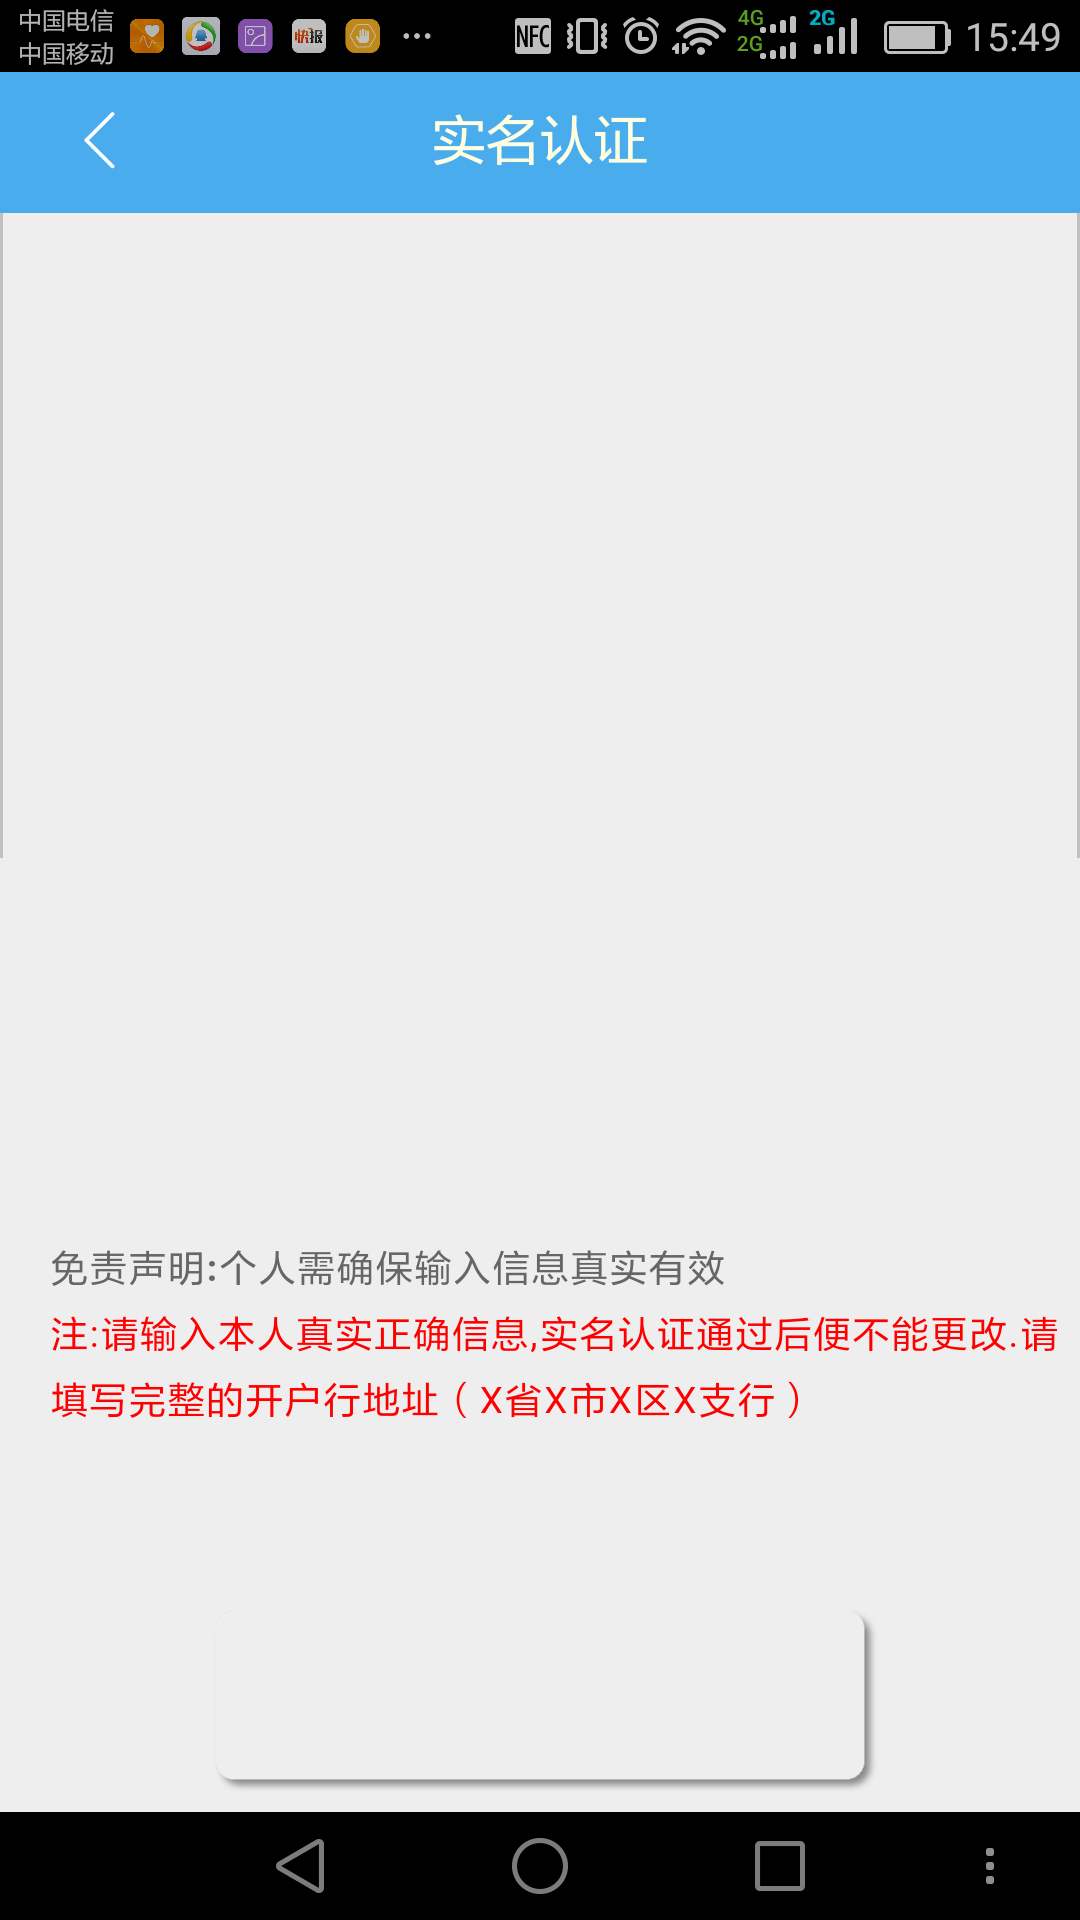 中国电信
中国移动
快报
NFC
4G
2G
2G
15:49
实名认证
免责声明:个人需确保输入信息真实有效
注:请输入本人真实正确信息,实名认证通过后便不能更改.请
填写完整的开户行地址（X省X市X区X支行）